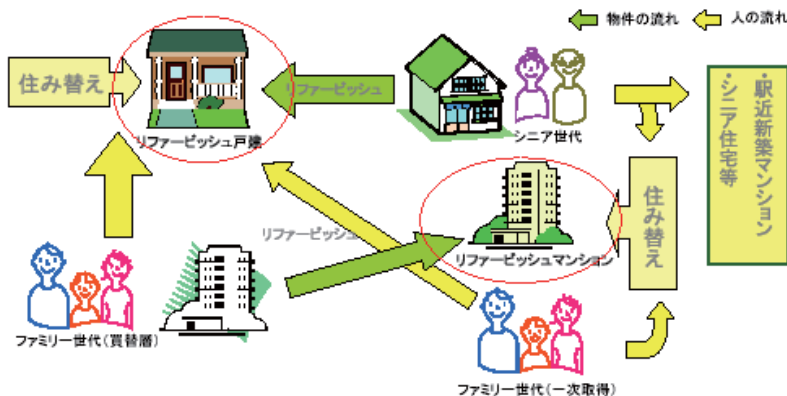 物件の流れ
人の流れ
住み替え
リファービッシュ
リファービッシュ戸建
シニア世代
・駅近新築マンション
・シニア住宅等
住み替え
リファービッシュ
リファービッシュマンション
ファミリー世代(買替層)
ファミリー世代(一次取得)